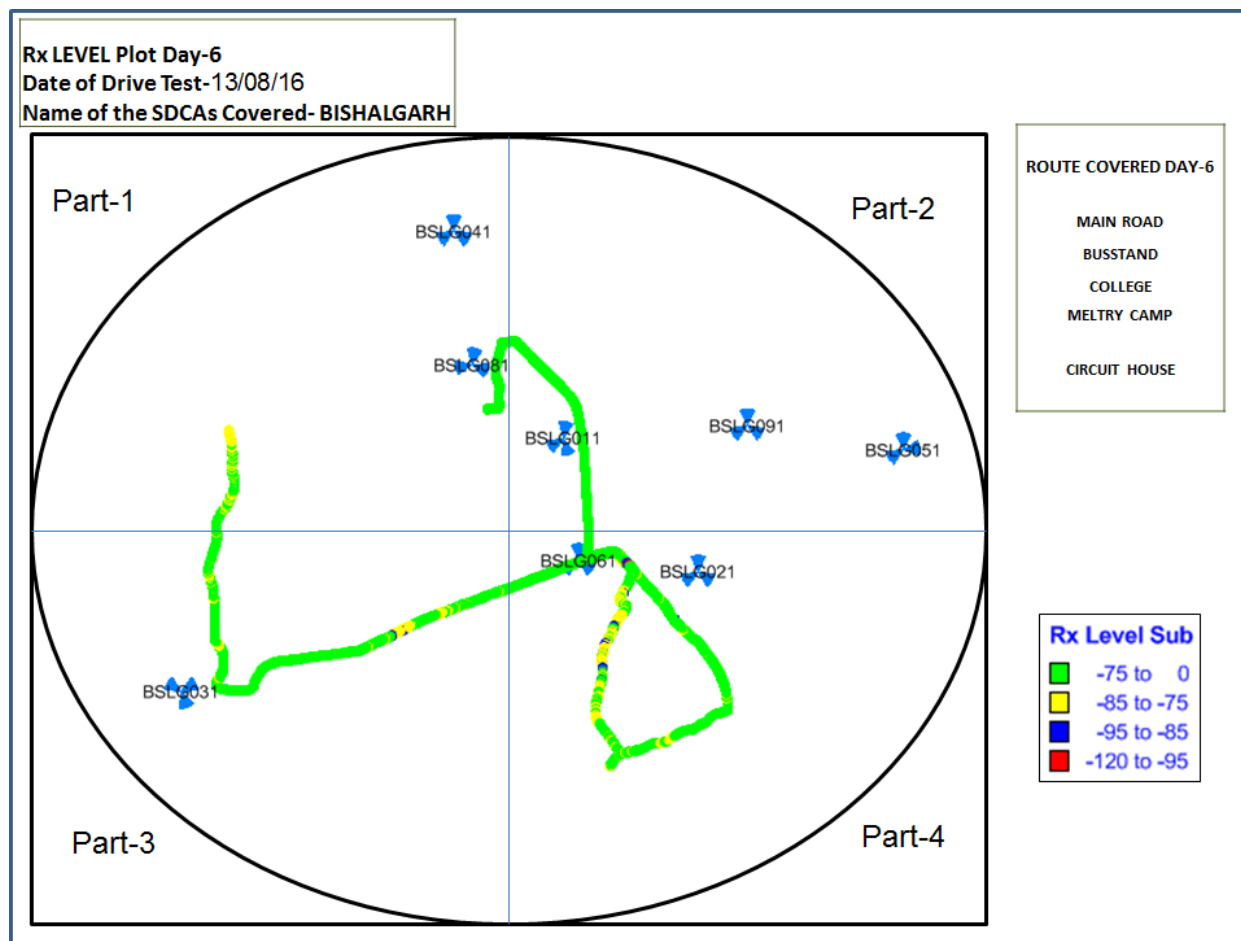 Rx LEVEL Plot Day-6
Date of Drive Test-13/08/16
Name of the SDCAs Covered- BISHALGARH
Part-1
Part-2
BSLG041
BSLG081
BSLG011
BSLG091
BSLG051
BSLG061
BSLG021
BSLG031
Part-3
Part-4
ROUTE COVERED DAY-6
MAIN ROAD
BUSSTAND
COLLEGE
MELTRY CAMP
CIRCUIT HOUSE
Rx Level Sub
-75 to 0
-85 to -75
-95 to -85
-120 to -95